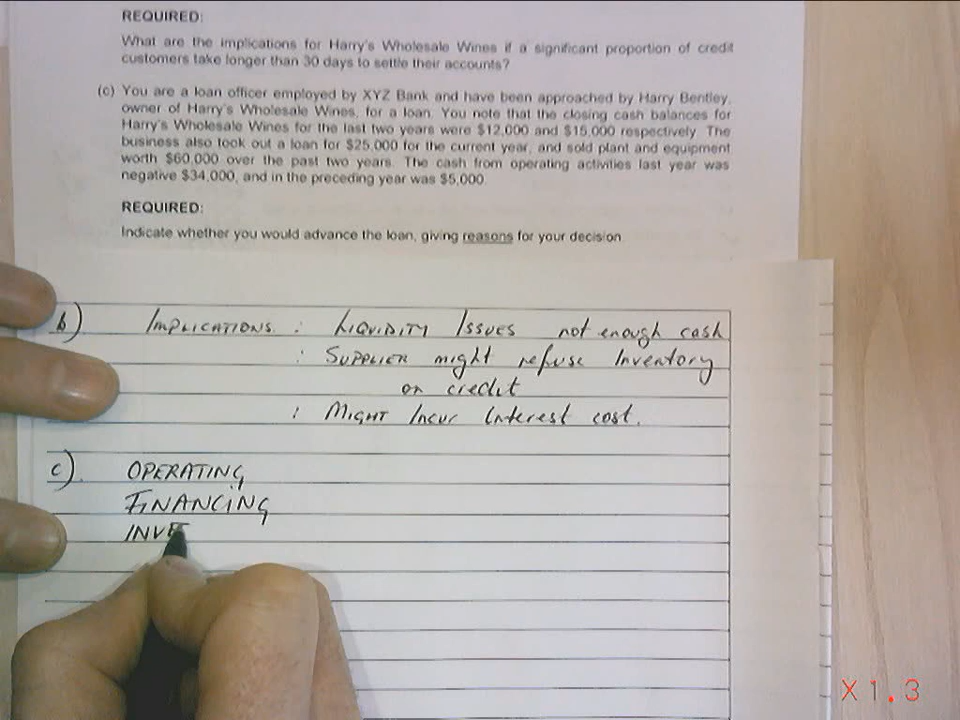 REQUIRED:
What are the implications for Harry's Wholesale Wines if a significant proportion of credit
customers take longer than 30 days to settle their accounts?
(c) You are a loan officer employed by XYZ Bank and have been approached by Harry Bentley,
owner of Harry's Wholesale Wines, for a loan. You note that the closing cash balances for
Harry's Wholesale Wines for the last two years were $12,000 and $15,000 respectively. The
business also took out a loan for $25,000 for the current year, and sold plant and equipment
worth $60,000 over the past two years. The cash from operating activities last year was
negative $34,000, and in the preceding year was $5,000.
REQUIRED:
Indicate whether you would advance the loan, giving reasons for your decision
b) IMPLICATIONS : LIQUIDITY ISSUES not enough cash
: SUPPLIER might refuse Inventory
on credit
: MIGHT Incur Interest cost.
c). OPERATING
FINANCING
INVE
X1.3